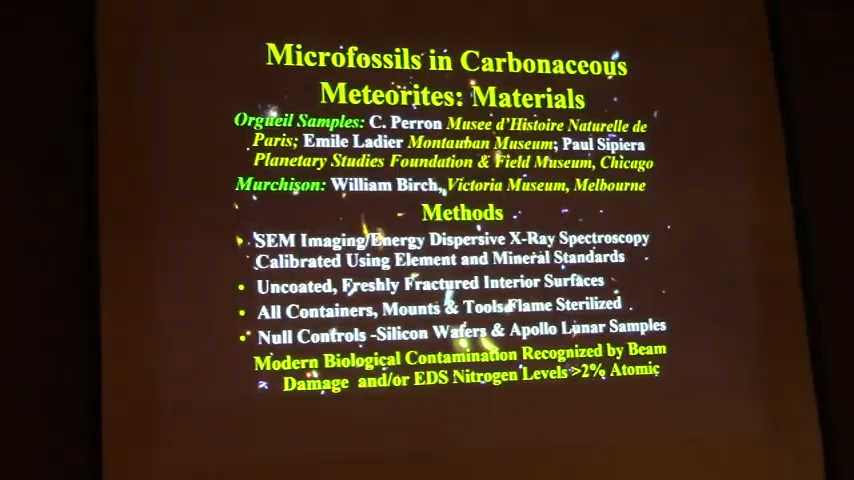 Microfossils in Carbonaceous
Meteorites: Materials
Orgueil Samples: C. Perron Musee d'Histoire Naturelle de
Paris; Emile Ladier Montauban Museum; Paul Sipiera
Planetary Studies Foundation & Field Museum, Chicago
Murchison: William Birch, Victoria Museum, Melbourne
Methods
• SEM Imaging/Energy Dispersive X-Ray Spectroscopy
Calibrated Using Element and Mineral Standards
• Uncoated, Freshly Fractured Interior Surfaces
• All Containers, Mounts & Tools Flame Sterilized
• Null Controls -Silicon Wafers & Apollo Lunar Samples
Modern Biological Contamination Recognized by Beam
Damage and/or EDS Nitrogen Levels >2% Atomic